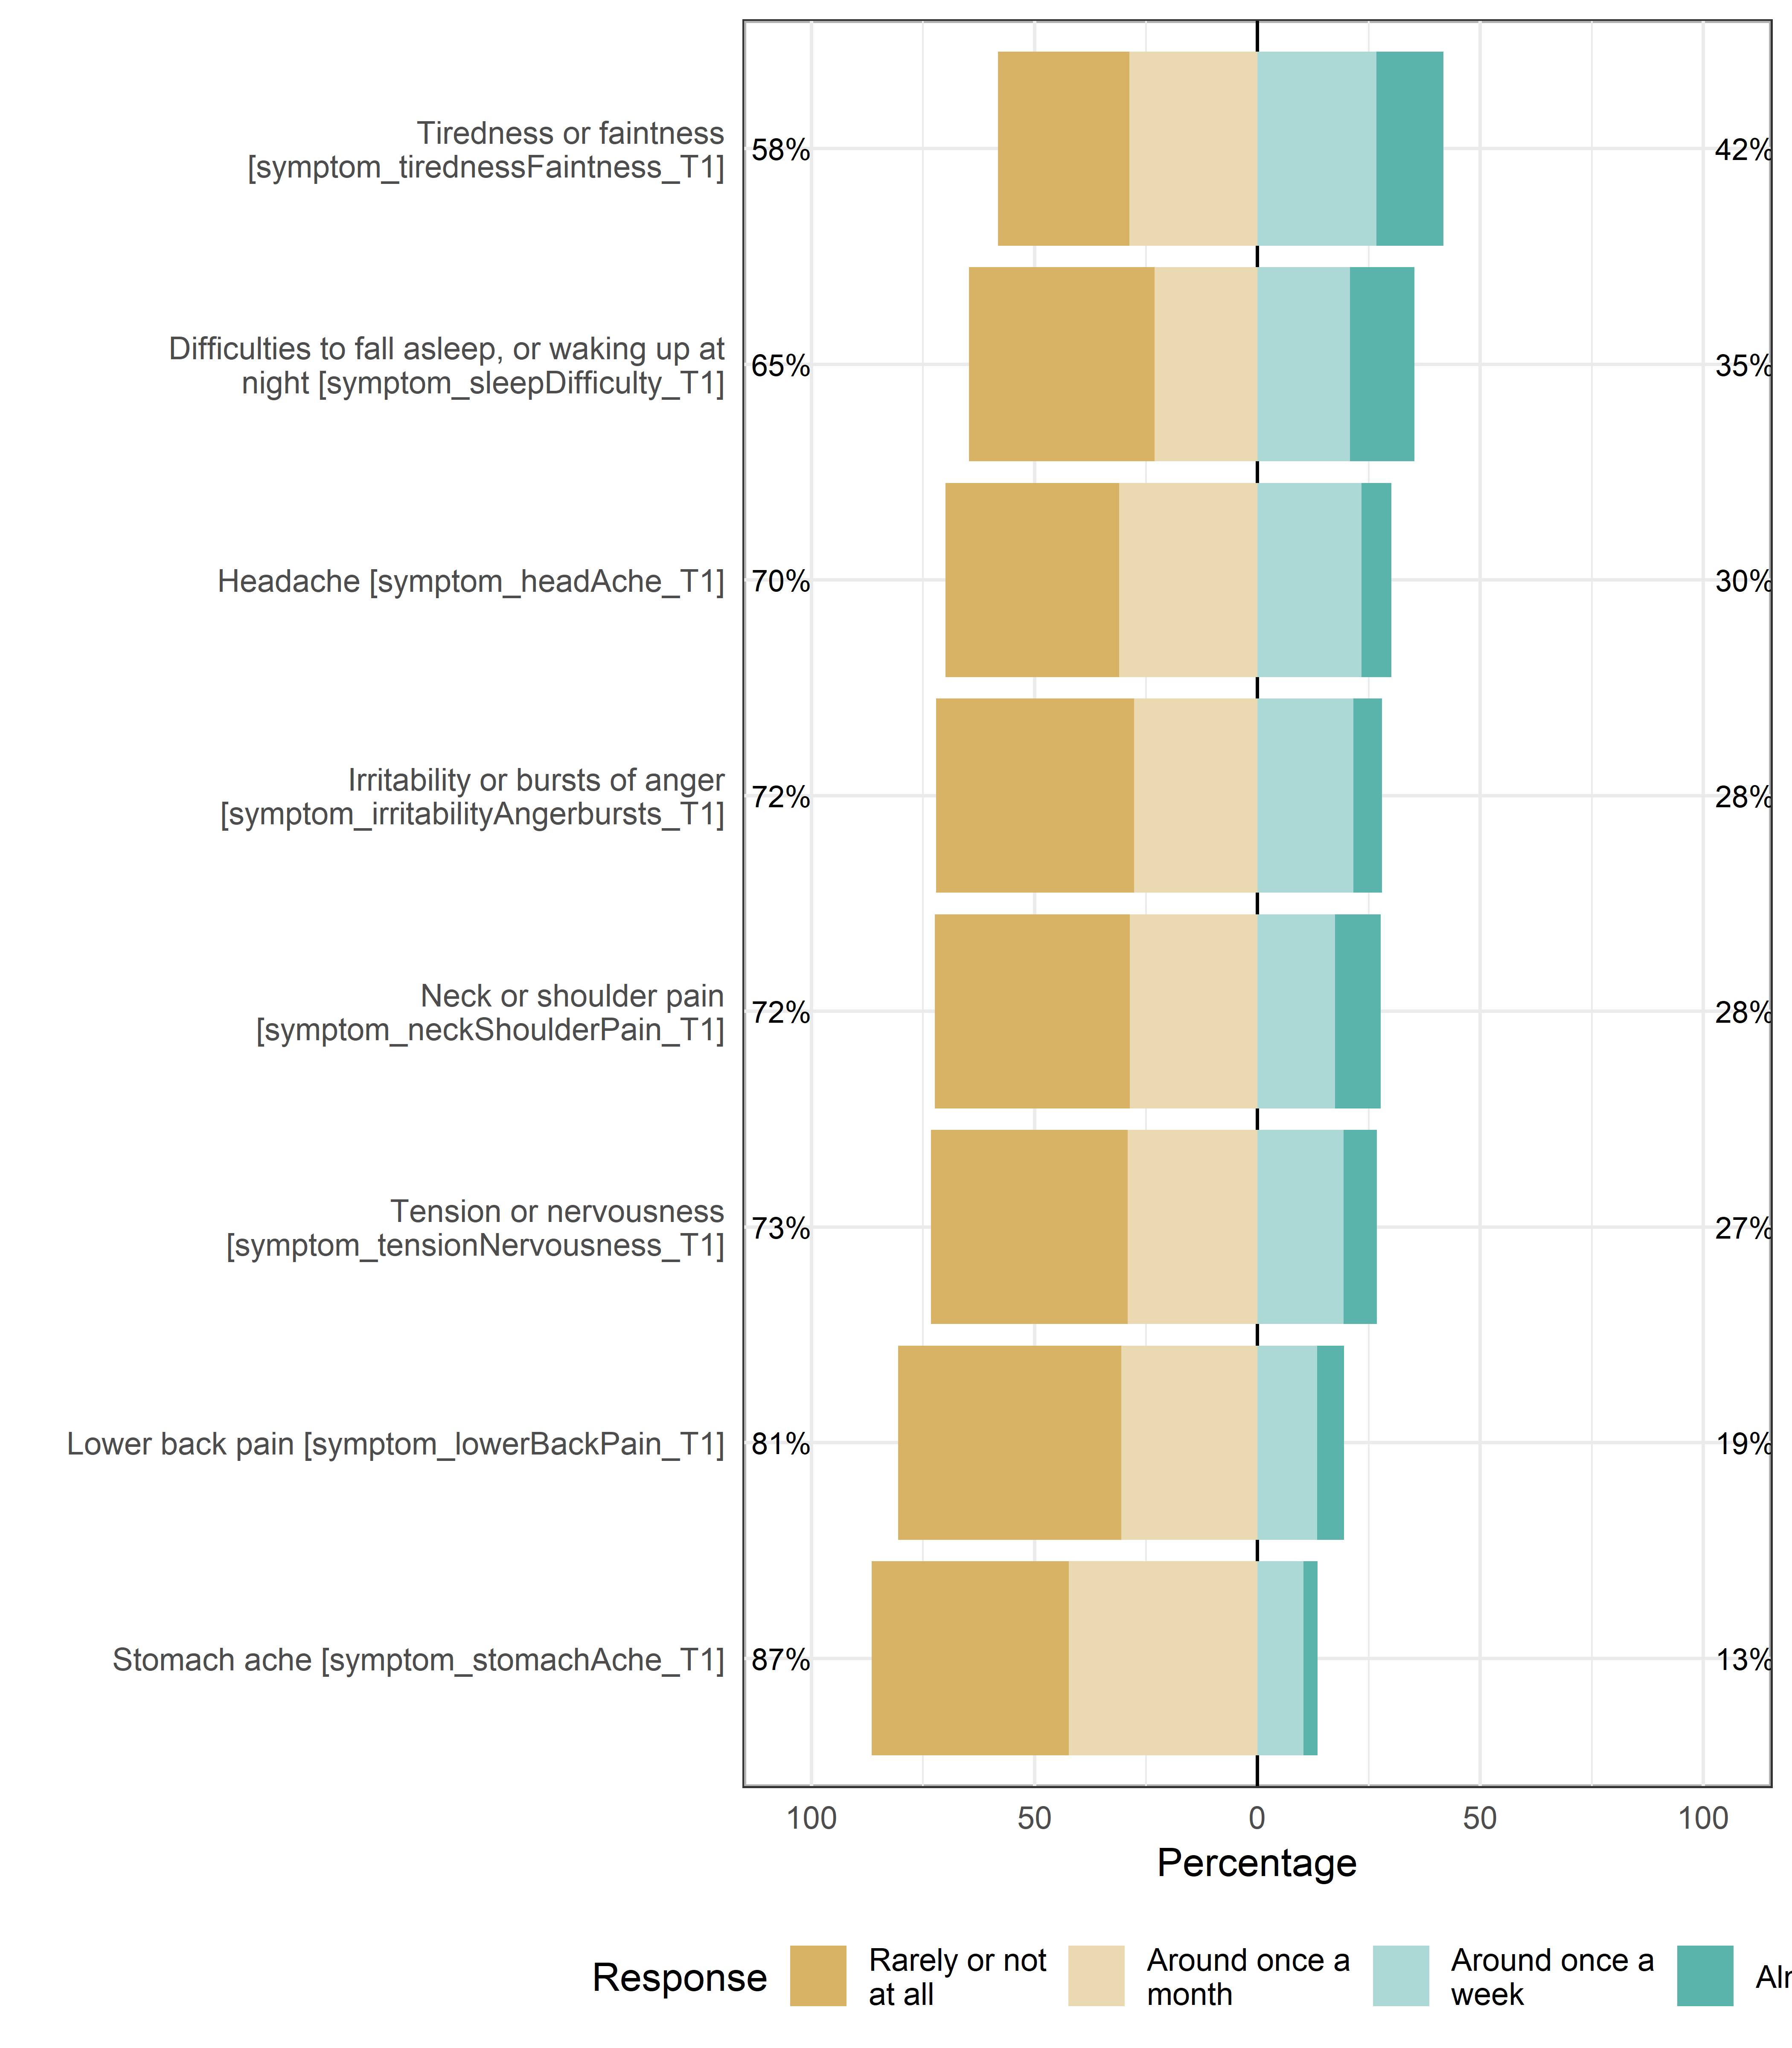 Tiredness or faintness
[symptom_tirednessFaintness_T1]
58%
42%
Difficulties to fall asleep, or waking up at
night [symptom_sleepDifficulty_T1]
65%
35%
Headache [symptom_headAche_T1]
70%
30%
Irritability or bursts of anger
[symptom_irritabilityAngerbursts_T1]
72%
28%
Neck or shoulder pain
[symptom_neckShoulderPain_T1]
72%
28%
Tension or nervousness
[symptom_tensionNervousness_T1]
73%
27%
Lower back pain [symptom_lowerBackPain_T1]
81%
19%
Stomach ache [symptom_stomachAche_T1]
87%
13%
100 50 0 50 100
Percentage
Response
Rarely or not
at all
Around once a
month
Around once a
week